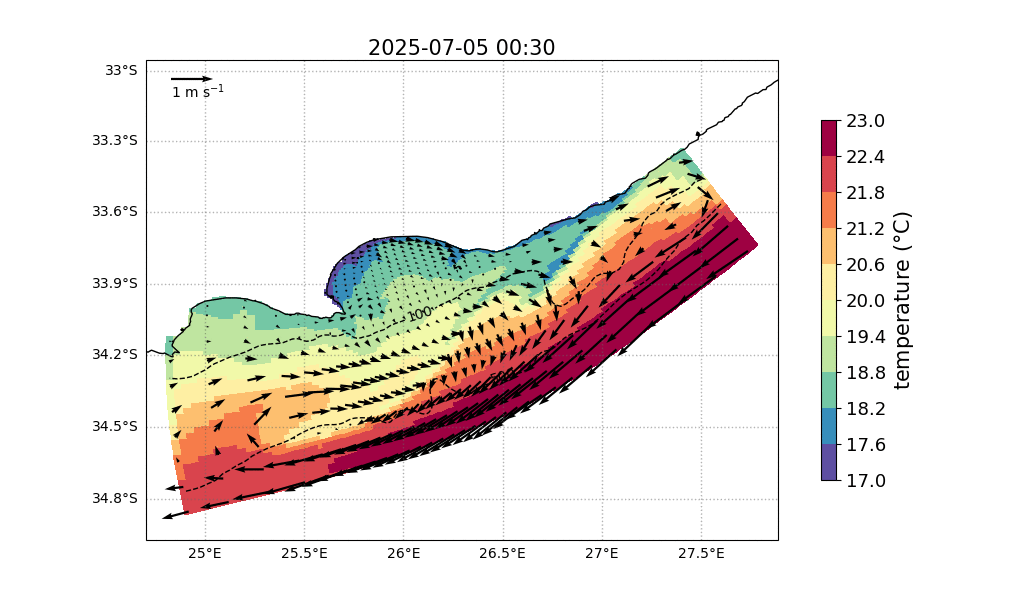 2025-07-05 00:30
33°S
33.3°S
33.6°S
33.9°S
34.2°S
34.5°S
34.8°S
1 m s⁻¹
100
25°E
25.5°E
26°E
26.5°E
27°E
27.5°E
23.0
22.4
21.8
21.2
20.6
20.0
19.4
18.8
18.2
17.6
17.0
temperature (°C)